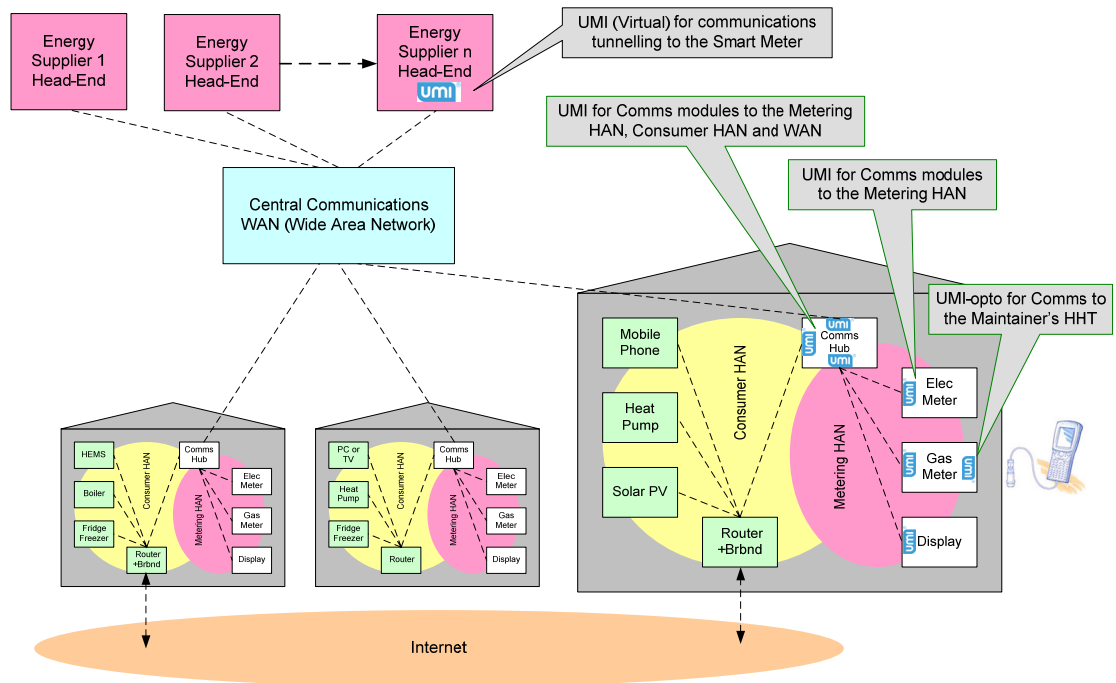 Energy
Supplier 1
Head-End
Energy
Supplier 2
Head-End
Energy
Supplier n
Head-End
UMI
UMI (Virtual) for communications
tunnelling to the Smart Meter
UMI for Comms modules to the Metering
HAN, Consumer HAN and WAN
UMI for Comms modules
to the Metering HAN
UMI-opto for Comms to
the Maintainer's HHT
Central Communications
WAN (Wide Area Network)
HEMS
Boiler
Fridge
Freezer
Consumer HAN
Router
+Brbnd
Comms
Hub
Metering HAN
Elec
Meter
Gas
Meter
Display
PC or
TV
Heat
Pump
Fridge
Freezer
Consumer HAN
Router
Comms
Hub
Metering HAN
Elec
Meter
Gas
Meter
Display
Mobile
Phone
Heat
Pump
Solar PV
Consumer HAN
Router
+Brbnd
UMI
UMI
Comms
Hub
UMI
Metering HAN
UMI
Elec
Meter
UMI
Gas
Meter
UMI
UMI
Display
Internet